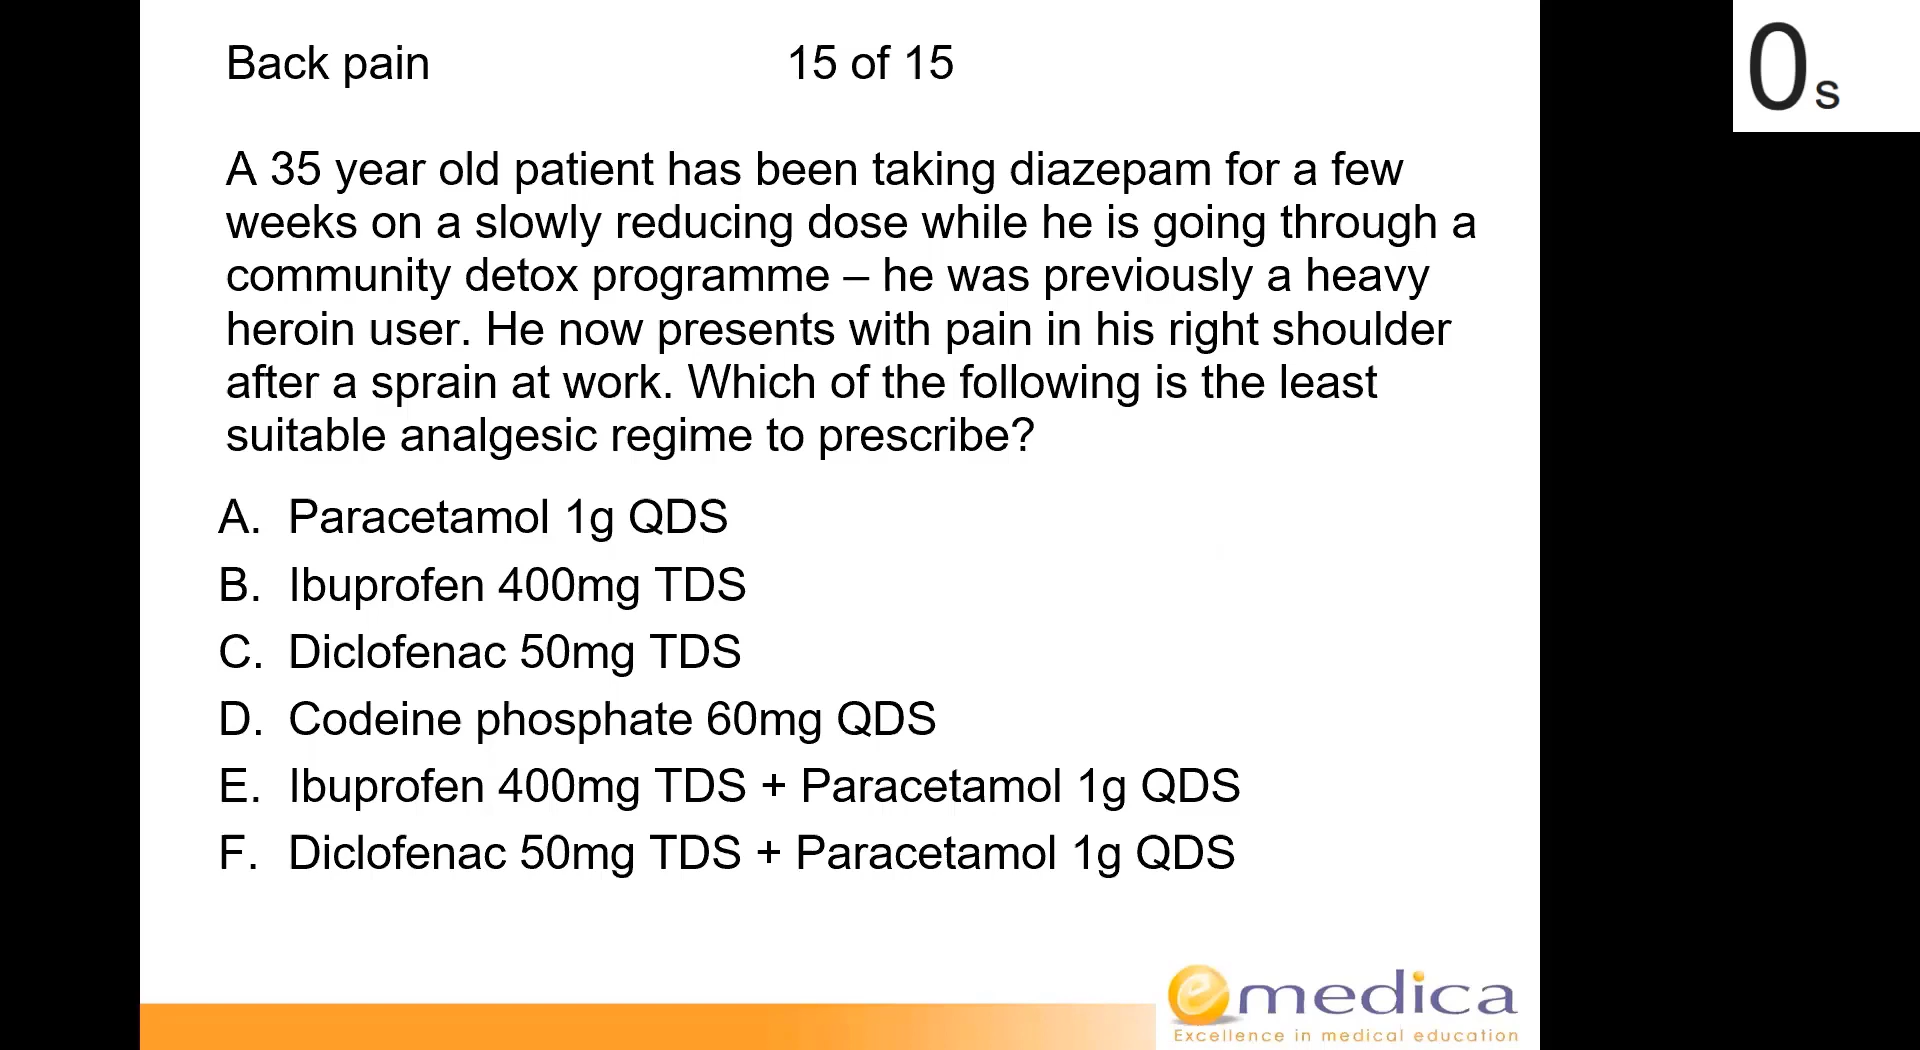 Back pain 15 of 15
0s
A 35 year old patient has been taking diazepam for a few
weeks on a slowly reducing dose while he is going through a
community detox programme – he was previously a heavy
heroin user. He now presents with pain in his right shoulder
after a sprain at work. Which of the following is the least
suitable analgesic regime to prescribe?
A. Paracetamol 1g QDS
B. Ibuprofen 400mg TDS
C. Diclofenac 50mg TDS
D. Codeine phosphate 60mg QDS
E. Ibuprofen 400mg TDS + Paracetamol 1g QDS
F. Diclofenac 50mg TDS + Paracetamol 1g QDS
emedica
Excellence in medical education